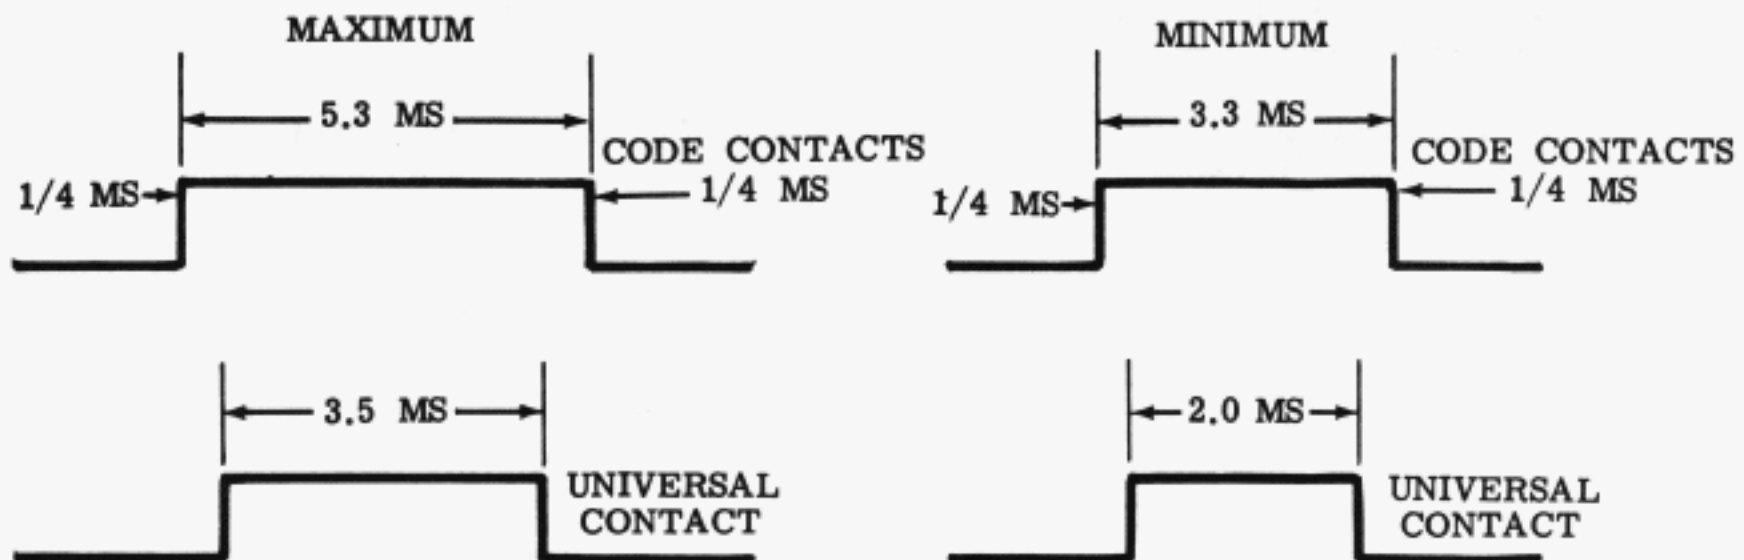 MAXIMUM
5.3 MS
CODE CONTACTS
1/4 MS
1/4 MS
3.5 MS
UNIVERSAL
CONTACT
MINIMUM
3.3 MS
CODE CONTACTS
1/4 MS
1/4 MS
2.0 MS
UNIVERSAL
CONTACT